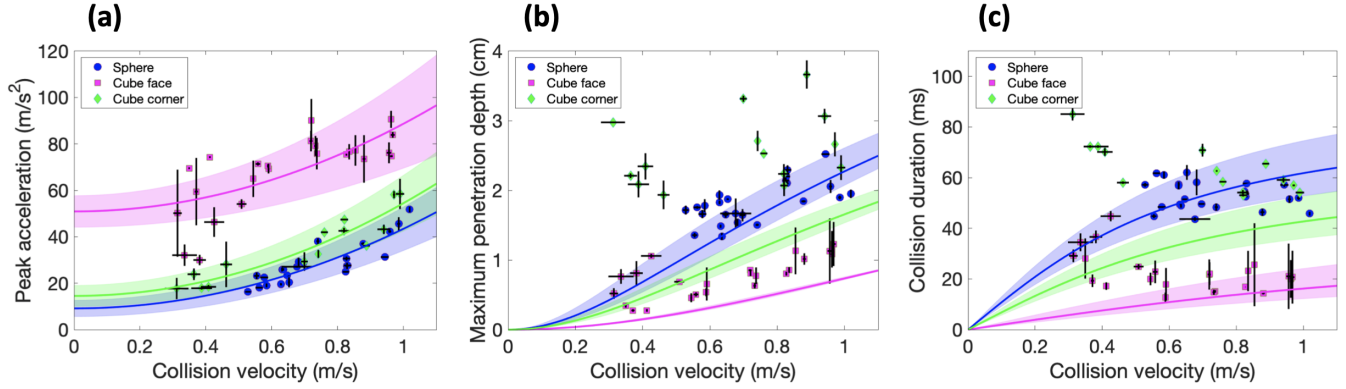 (a)
(b)
(c)
Peak acceleration (m/s²)
120
100
80
60
40
20
0
Sphere
Cube face
Cube corner
0
0.2
0.4
0.6
0.8
1
Collision velocity (m/s)
Maximum penetration depth (cm)
4
3
2
1
0
Sphere
Cube face
Cube corner
0
0.2
0.4
0.6
0.8
1
Collision velocity (m/s)
Collision duration (ms)
100
80
60
40
20
0
Sphere
Cube face
Cube corner
0
0.2
0.4
0.6
0.8
1
Collision velocity (m/s)